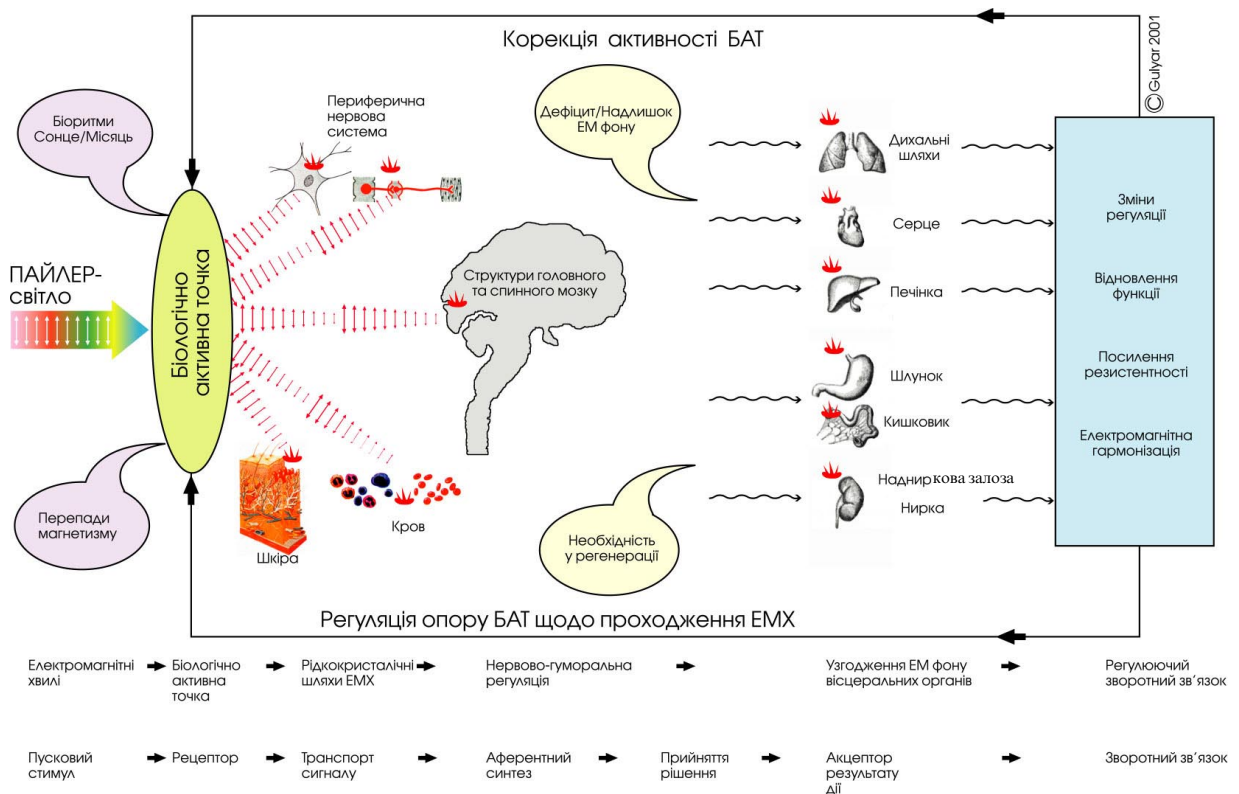 Корекція активності БАТ
© Gulyar 2001
Біоритми
Сонце/Місяць
Периферична
нервова
система
Дефіцит/Надлишок
ЕМ фону
Дихальні
шляхи
Серце
Печінка
Шлунок
Кишковик
Надниркова залоза
Нирка
Зміни
регуляції
Відновлення
функції
Посилення
резистентності
Електромагнітна
гармонізація
ПАЙЛЕР-
світло
Біологічно
активна точка
Структури головного
та спинного мозку
Перепади
магнетизму
Шкіра
Кров
Необхідність
у регенерації
Регуляція опору БАТ щодо проходження ЕМХ
Електромагнітні
хвилі
Біологічно
активна
точка
Рідкокристалічні
шляхи ЕМХ
Нервово-гуморальна
регуляція
Узгодження ЕМ фону
вісцеральних органів
Регулюючий
зворотний зв’язок
Пусковий
стимул
Рецептор
Транспорт
сигналу
Аферентний
синтез
Прийняття
рішення
Акцептор
результату
дії
Зворотний зв’язок